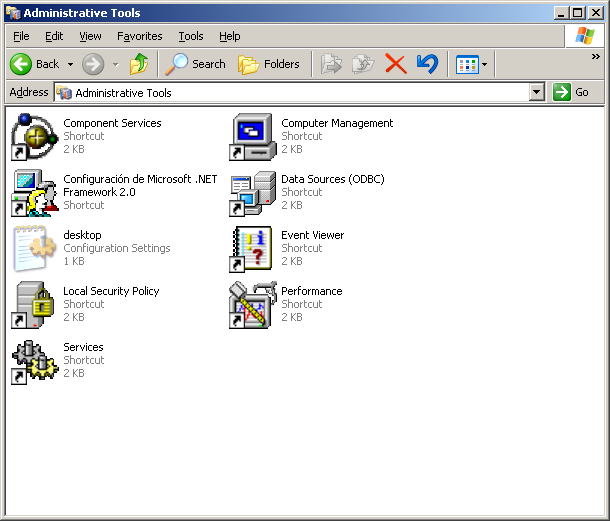 Administrative Tools
File Edit View Favorites Tools Help
Back Search Folders
Address Administrative Tools Go
Component Services
Shortcut
2 KB
Computer Management
Shortcut
2 KB
Configuración de Microsoft .NET
Framework 2.0
Shortcut
Data Sources (ODBC)
Shortcut
2 KB
desktop
Configuration Settings
1 KB
Event Viewer
Shortcut
2 KB
Local Security Policy
Shortcut
2 KB
Performance
Shortcut
2 KB
Services
Shortcut
2 KB